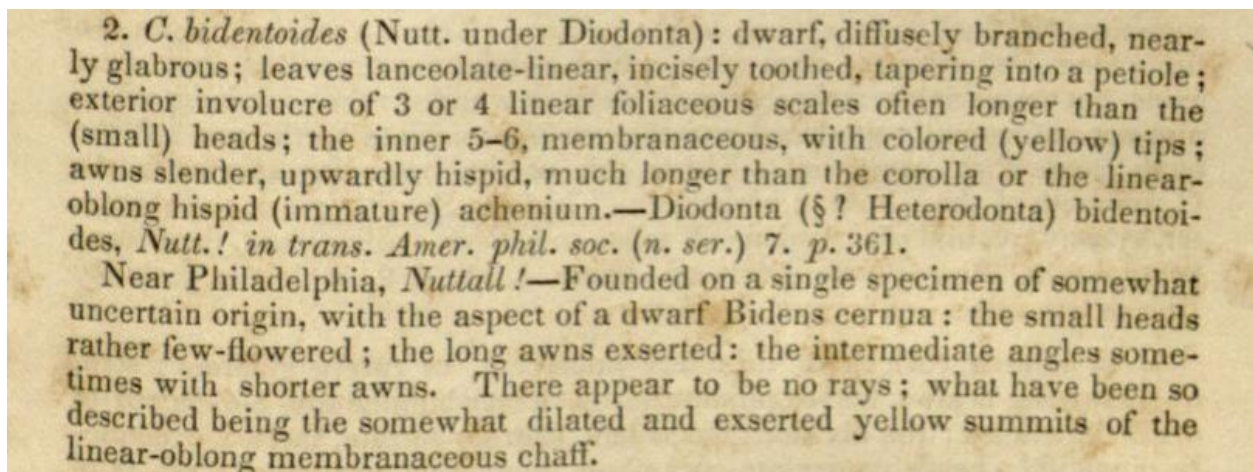 2. C. bidentoides (Nutt. under Diodonta): dwarf, diffusely branched, near-
ly glabrous; leaves lanceolate-linear, incisely toothed, tapering into a petiole;
exterior involucre of 3 or 4 linear foliaceous scales often longer than the
(small) heads; the inner 5–6, membranaceous, with colored (yellow) tips;
awns slender, upwardly hispid, much longer than the corolla or the linear-
oblong hispid (immature) achenium.—Diodonta (§? Heterodonta) bidentoi-
des, Nutt.! in trans. Amer. phil. soc. (n. ser.) 7. p. 361.
Near Philadelphia, Nuttall!—Founded on a single specimen of somewhat
uncertain origin, with the aspect of a dwarf Bidens cernua: the small heads
rather few-flowered; the long awns exserted: the intermediate angles some-
times with shorter awns. There appear to be no rays; what have been so
described being the somewhat dilated and exserted yellow summits of the
linear-oblong membranaceous chaff.